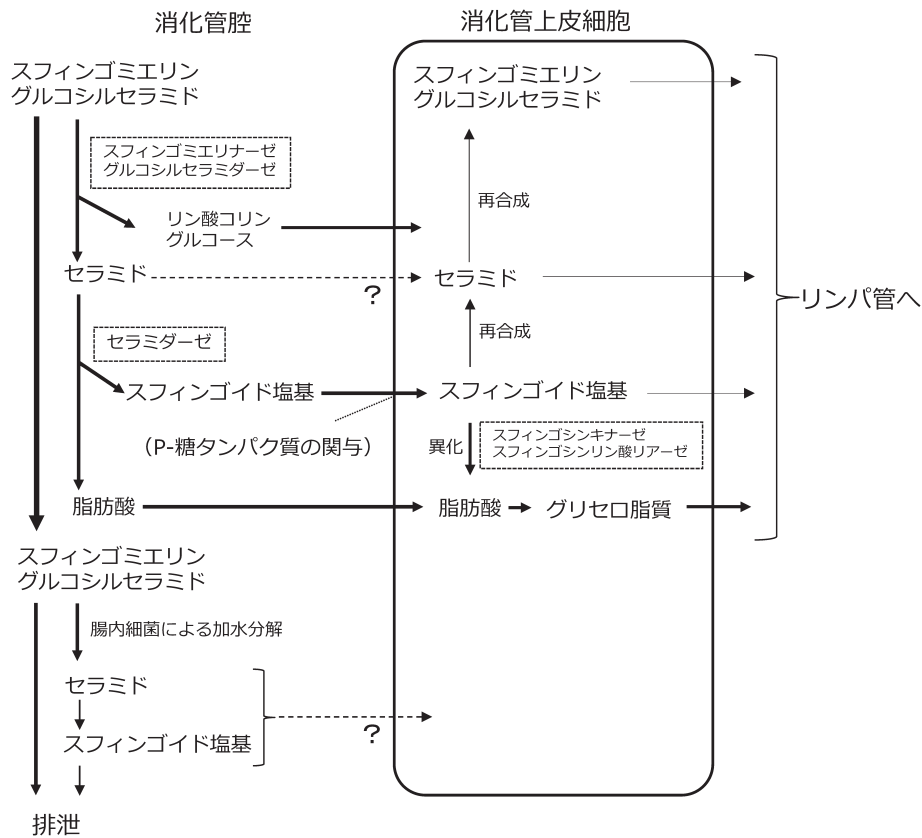 消化管腔
消化管上皮細胞
スフィンゴミエリン
グルコシルセラミド
スフィンゴミエリナーゼ
グルコシルセラミダーゼ
リン酸コリン
グルコース
セラミド
?
セラミダーゼ
スフィンゴイド塩基
（P-糖タンパク質の関与）
脂肪酸
スフィンゴミエリン
グルコシルセラミド
腸内細菌による加水分解
セラミド
スフィンゴイド塩基
?
排泄
スフィンゴミエリン
グルコシルセラミド
再合成
セラミド
再合成
スフィンゴイド塩基
異化
スフィンゴシンキナーゼ
スフィンゴシンリン酸リアーゼ
脂肪酸
グリセロ脂質
リンパ管へ